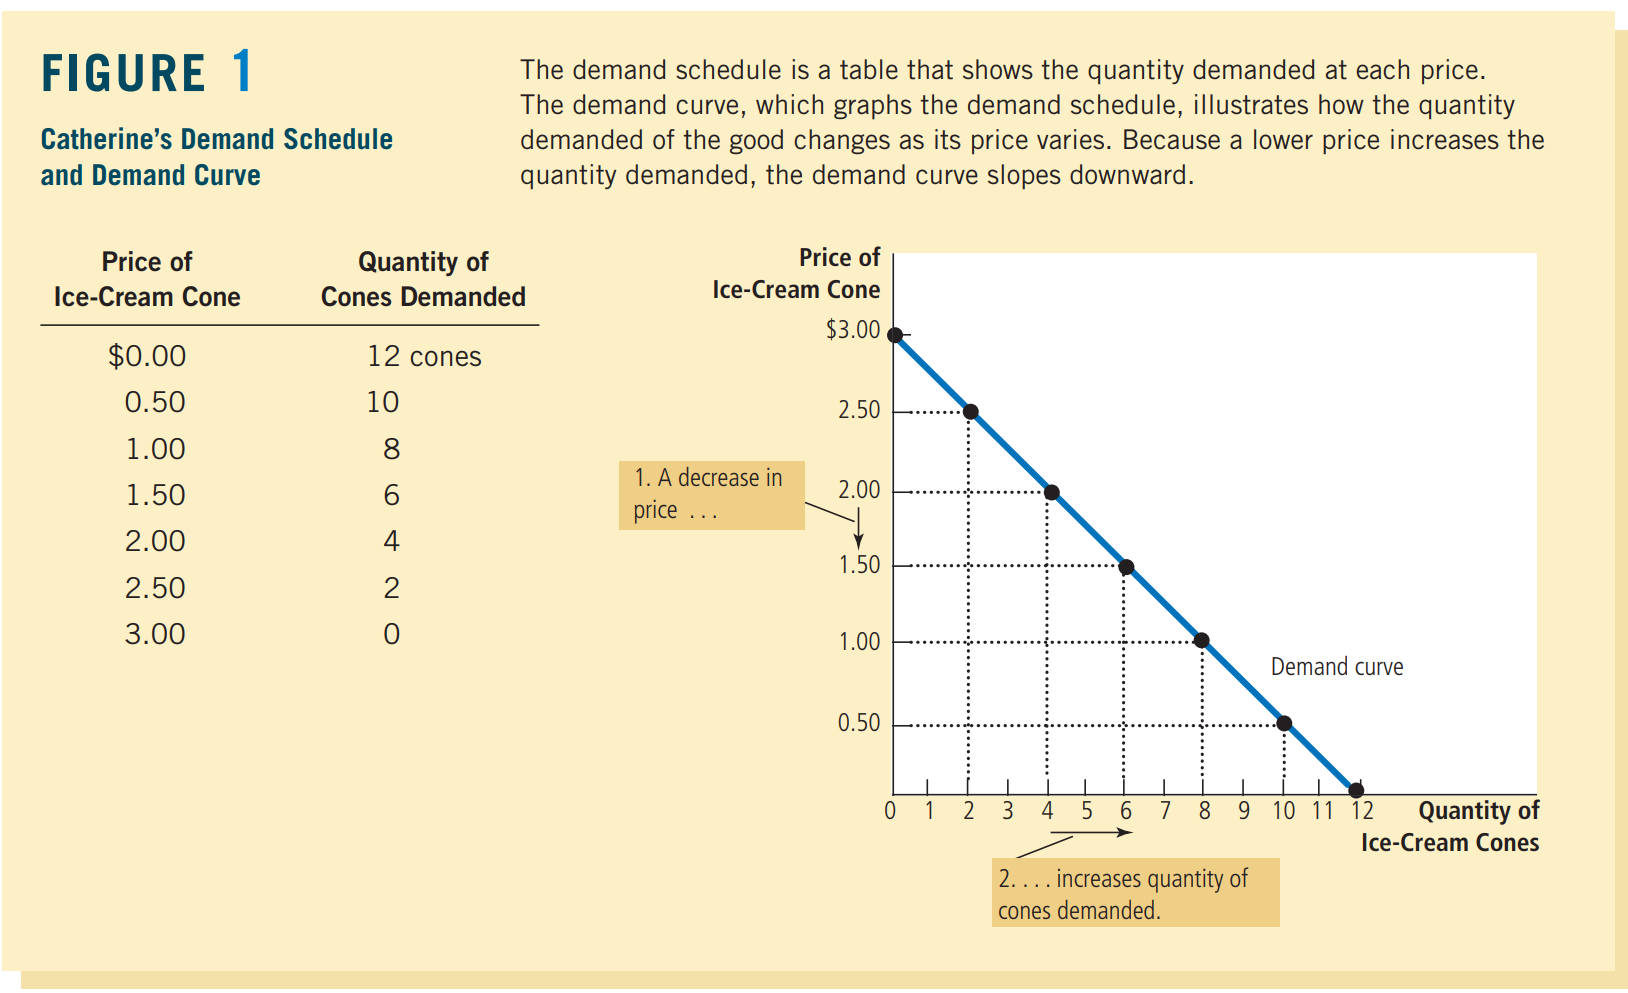 FIGURE 1
Catherine's Demand Schedule
and Demand Curve
The demand schedule is a table that shows the quantity demanded at each price.
The demand curve, which graphs the demand schedule, illustrates how the quantity
demanded of the good changes as its price varies. Because a lower price increases the
quantity demanded, the demand curve slopes downward.
Price of Quantity of
Ice-Cream Cone Cones Demanded
$0.00 12 cones
0.50 10
1.00 8
1.50 6
2.00 4
2.50 2
3.00 0
Price of
Ice-Cream Cone
$3.00
2.50
2.00
1.50
1.00
0.50
1. A decrease in
price . . .
Demand curve
0 1 2 3 4 5 6 7 8 9 10 11 12
Quantity of
Ice-Cream Cones
2. . . . increases quantity of
cones demanded.